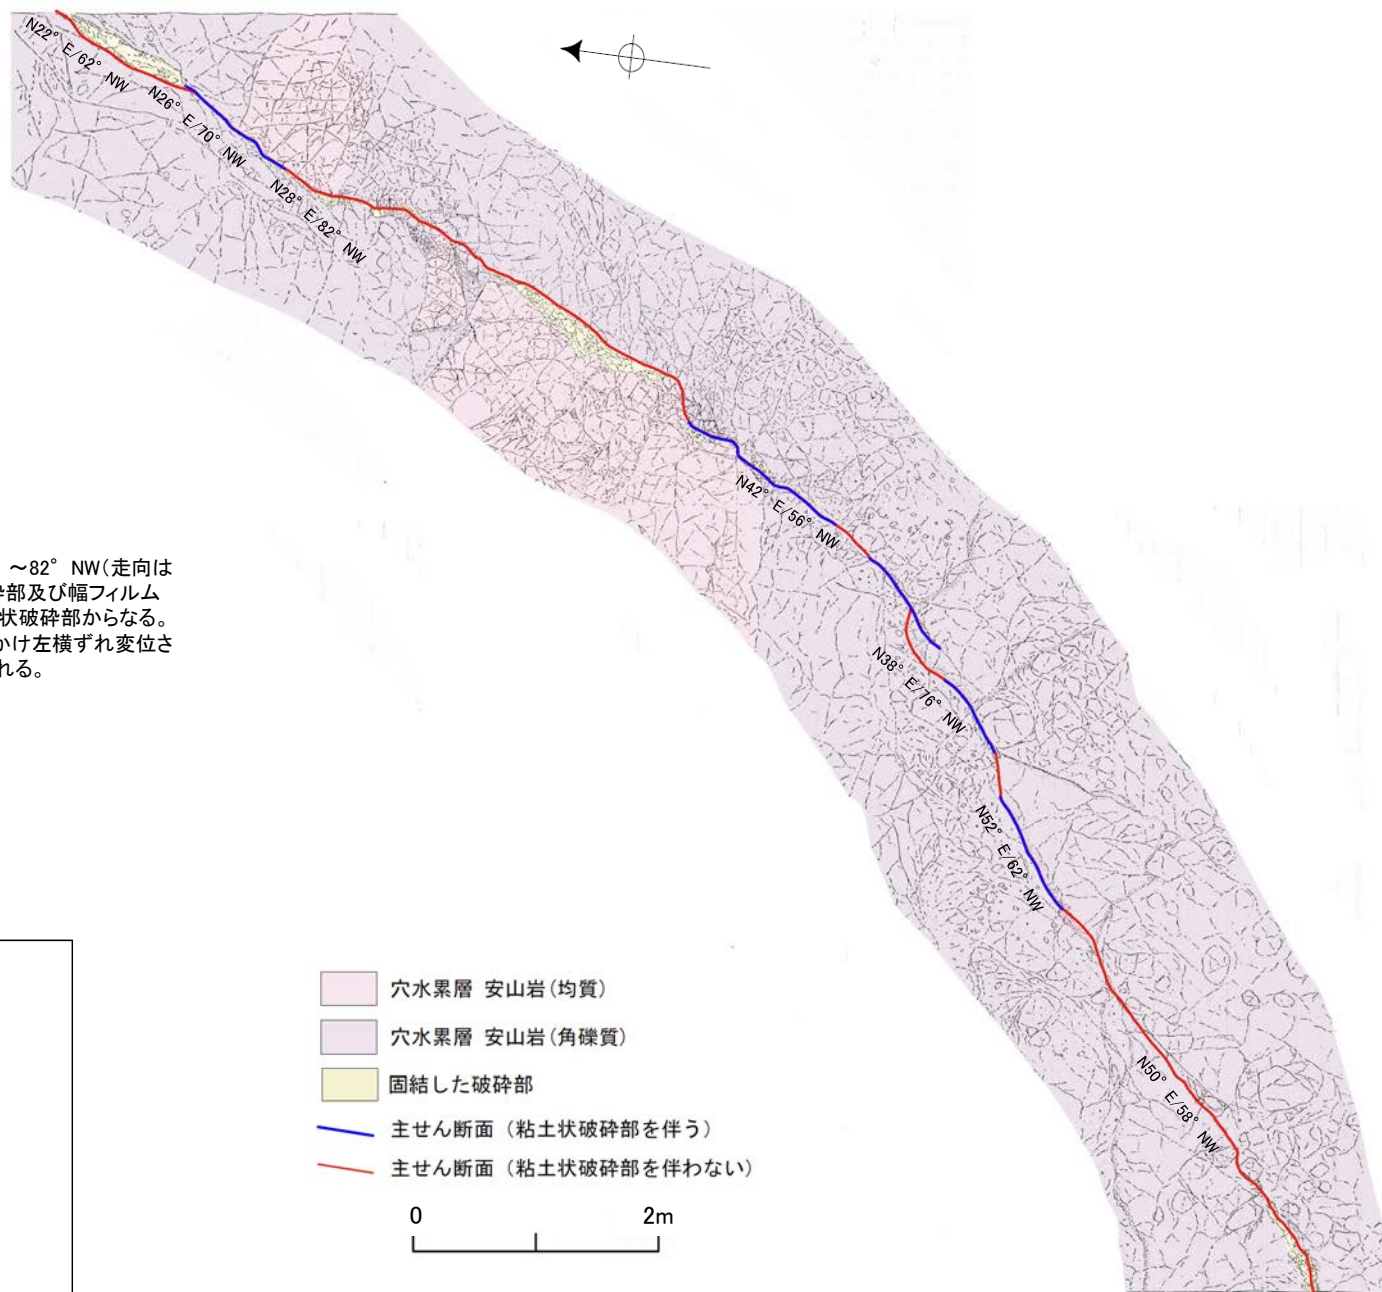 N22° E/62° NW
N26° E/70° NW
N28° E/82° NW
N42° E/56° NW
～82° NW(走向は
砕部及び幅フィルム
状破砕部からなる。
かけ左横ずれ変位さ
れる。
N38° E/76° NW
N52° E/62° NW
N50° E/58° NW
穴水累層 安山岩(均質)
穴水累層 安山岩(角礫質)
固結した破砕部
主せん断面 (粘土状破砕部を伴う)
主せん断面 (粘土状破砕部を伴わない)
0 2m